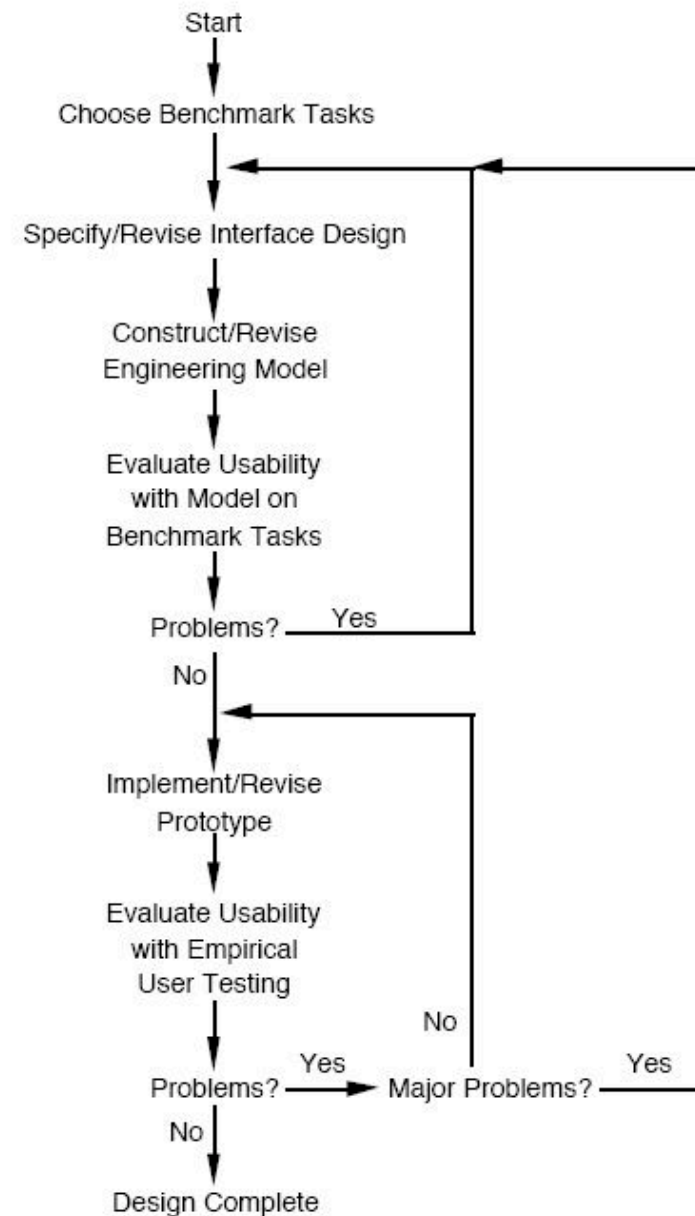 Start
Choose Benchmark Tasks
Specify/Revise Interface Design
Construct/Revise
Engineering Model
Evaluate Usability
with Model on
Benchmark Tasks
Problems?
Yes
No
Implement/Revise
Prototype
Evaluate Usability
with Empirical
User Testing
No
Problems?
Yes
Major Problems?
Yes
No
Design Complete